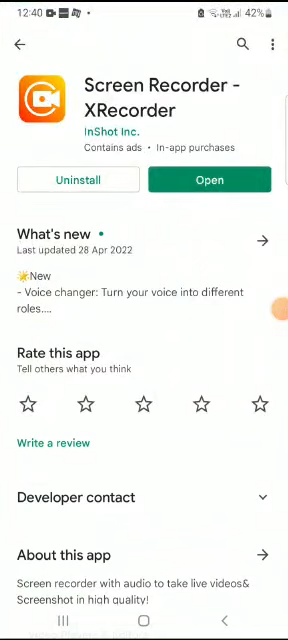 12:40
42%
Screen Recorder -
XRecorder
InShot Inc.
Contains ads • In-app purchases
Uninstall
Open
What's new •
Last updated 28 Apr 2022
🌟New
- Voice changer: Turn your voice into different
roles....
Rate this app
Tell others what you think
Write a review
Developer contact
About this app
Screen recorder with audio to take live videos&
Screenshot in high quality!